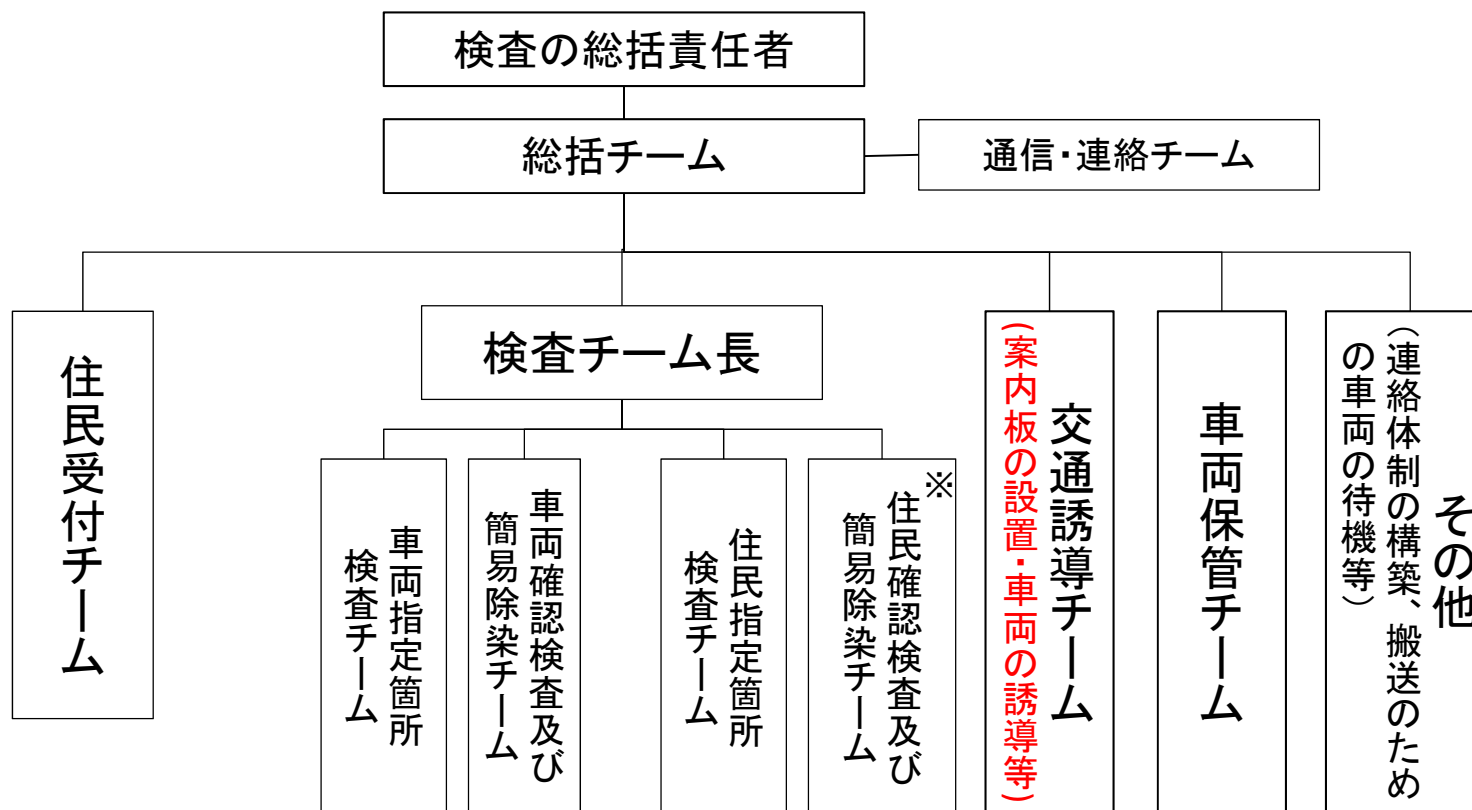 検査の総括責任者
総括チーム
通信・連絡チーム
住民受付チーム
検査チーム長
車両指定箇所
検査チーム
車両確認検査及び
簡易除染チーム
住民指定箇所
検査チーム
※
住民確認検査及び
簡易除染チーム
交通誘導チーム
(案内板の設置・車両の誘導等)
車両保管チーム
その他
(連絡体制の構築、搬送のため
の車両の待機等)